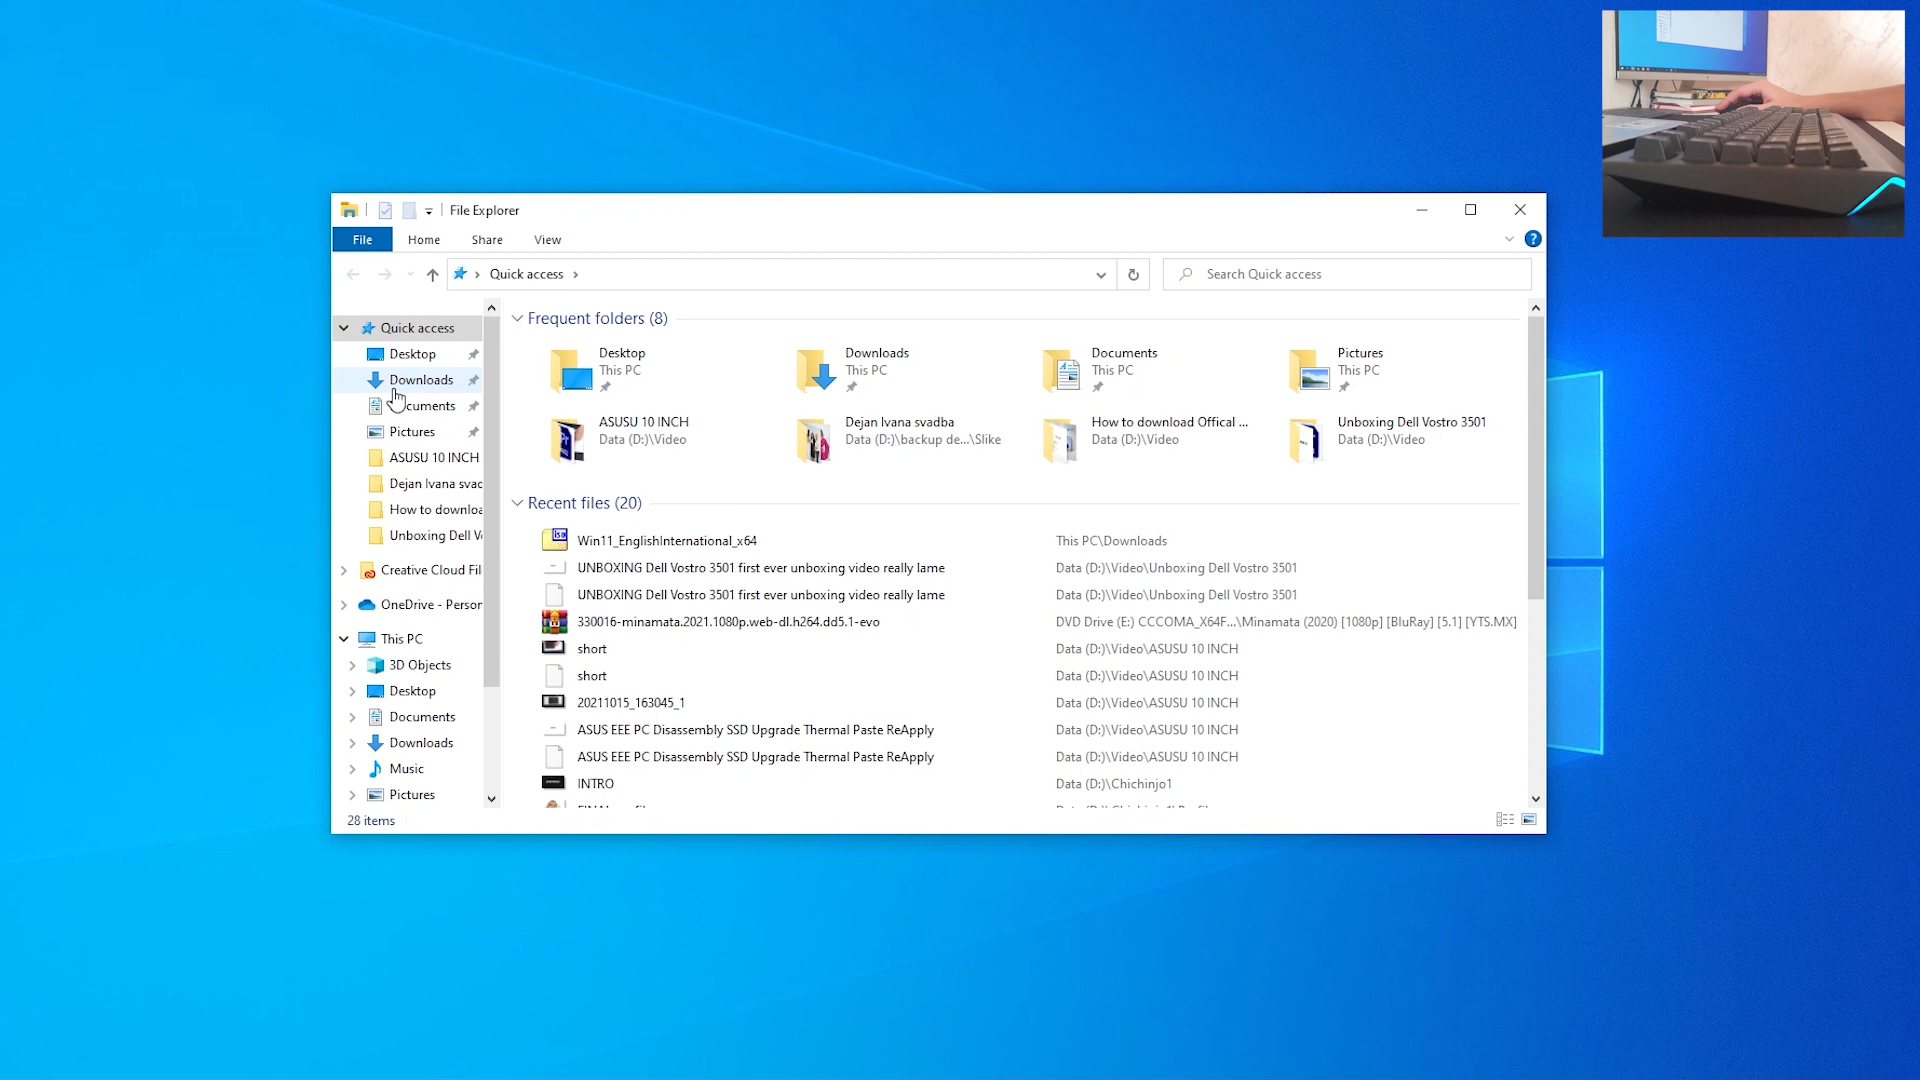 File Explorer
File Home Share View
Quick access
Search Quick access
Quick access
Desktop
Downloads
cuments
Pictures
ASUSU 10 INCH
Dejan Ivana svad
How to downloa
Unboxing Dell V
Creative Cloud Fil
OneDrive - Person
This PC
3D Objects
Desktop
Documents
Downloads
Music
Pictures
Frequent folders (8)
Desktop
This PC
Downloads
This PC
Documents
This PC
Pictures
This PC
ASUSU 10 INCH
Data (D:)\Video
Dejan Ivana svadba
Data (D:)\backup de...\Slike
How to download Offical ...
Data (D:)\Video
Unboxing Dell Vostro 3501
Data (D:)\Video
Recent files (20)
Win11_EnglishInternational_x64 This PC\Downloads
UNBOXING Dell Vostro 3501 first ever unboxing video really lame Data (D:)\Video\Unboxing Dell Vostro 3501
UNBOXING Dell Vostro 3501 first ever unboxing video really lame Data (D:)\Video\Unboxing Dell Vostro 3501
330016-minamata.2021.1080p.web-dl.h264.dd5.1-evo DVD Drive (E:) CCCOMA_X64F...\Minamata (2020) [1080p] [BluRay] [5.1] [YTS.MX]
short Data (D:)\Video\ASUSU 10 INCH
short Data (D:)\Video\ASUSU 10 INCH
20211015_163045_1 Data (D:)\Video\ASUSU 10 INCH
ASUS EEE PC Disassembly SSD Upgrade Thermal Paste ReApply Data (D:)\Video\ASUSU 10 INCH
ASUS EEE PC Disassembly SSD Upgrade Thermal Paste ReApply Data (D:)\Video\ASUSU 10 INCH
INTRO Data (D:)\Chichinjo1
28 items